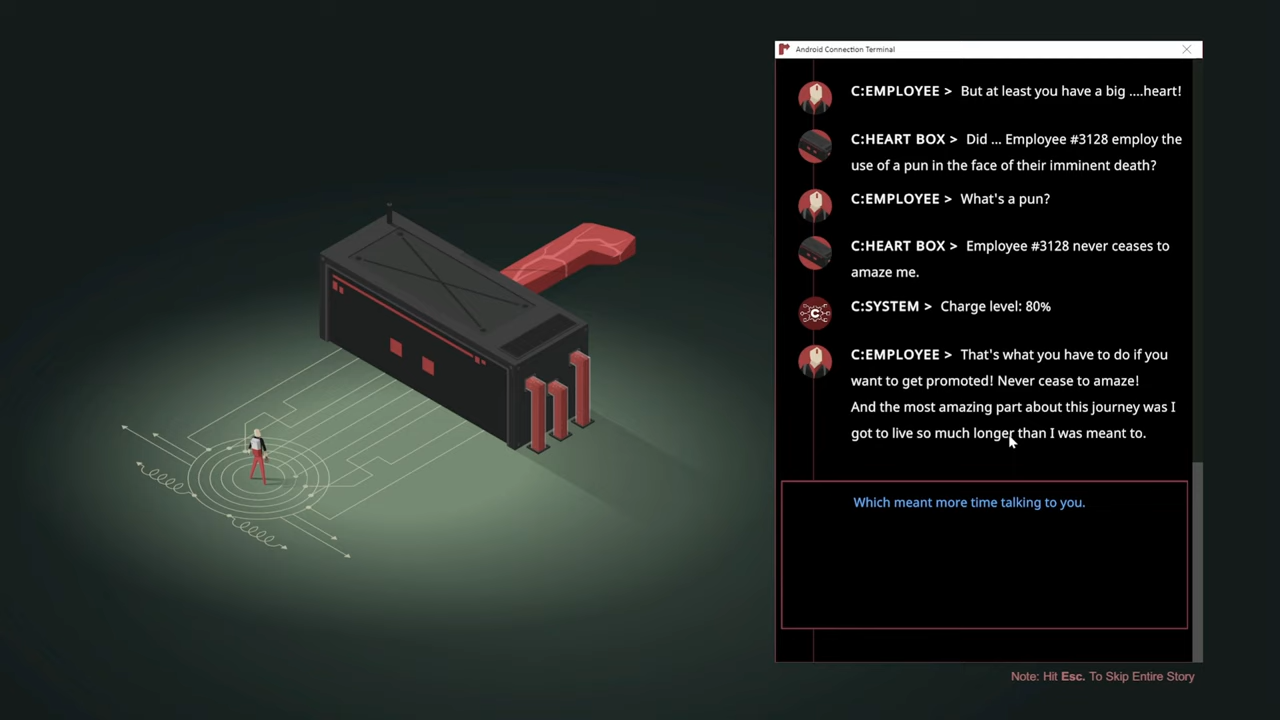 Android Connection Terminal
C:EMPLOYEE > But at least you have a big ....heart!
C:HEART BOX > Did ... Employee #3128 employ the
use of a pun in the face of their imminent death?
C:EMPLOYEE > What's a pun?
C:HEART BOX > Employee #3128 never ceases to
amaze me.
C
C:SYSTEM > Charge level: 80%
C:EMPLOYEE > That's what you have to do if you
want to get promoted! Never cease to amaze!
And the most amazing part about this journey was I
got to live so much longer than I was meant to.
Which meant more time talking to you.
Note: Hit Esc. To Skip Entire Story